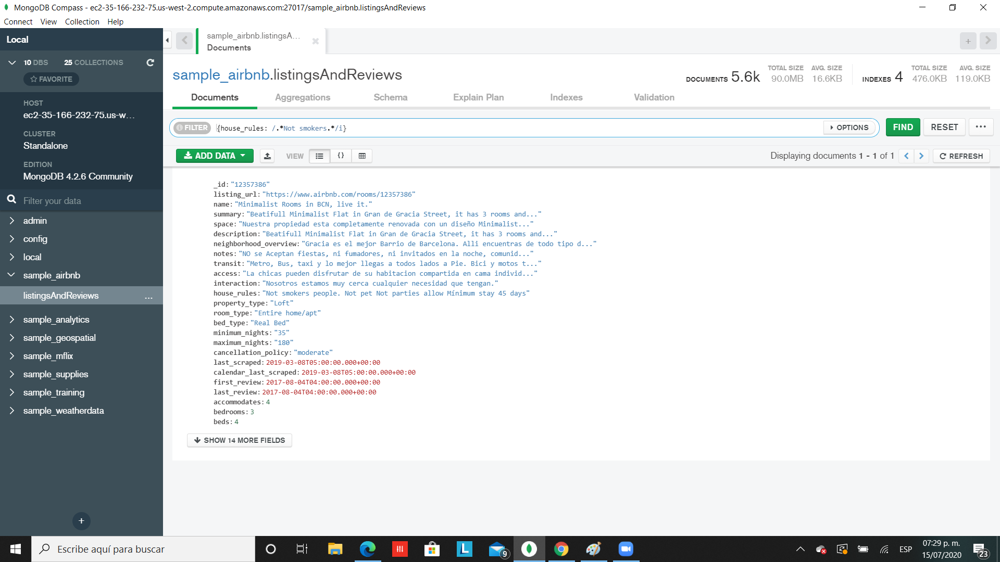 MongoDB Compass - ec2-35-166-232-75.us-west-2.compute.amazonaws.com:27017/sample_airbnb.listingsAndReviews
Connect View Collection Help
Local
10 DBS 25 COLLECTIONS
FAVORITE
HOST
ec2-35-166-232-75.us-w...
CLUSTER
Standalone
EDITION
MongoDB 4.2.6 Community
Filter your data
admin
config
local
sample_airbnb
listingsAndReviews ...
sample_analytics
sample_geospatial
sample_mflix
sample_supplies
sample_training
sample_weatherdata
+
sample_airbnb.listingsA...
Documents
+
sample_airbnb.listingsAndReviews
DOCUMENTS 5.6k TOTAL SIZE 90.0MB AVG. SIZE 16.6KB INDEXES 4 TOTAL SIZE 476.0KB AVG. SIZE 119.0KB
Documents Aggregations Schema Explain Plan Indexes Validation
FILTER {house_rules: /.*Not smokers.*/i} OPTIONS FIND RESET ...
ADD DATA VIEW {} Displaying documents 1 - 1 of 1 < > REFRESH
_id: "12357386"
listing_url: "https://www.airbnb.com/rooms/12357386"
name: "Minimalist Rooms in BCN, live it."
summary: "Beatifull Minimalist Flat in Gran de Gracia Street, it has 3 rooms and..."
space: "Nuestra propiedad esta completamente renovada con un diseño Minimalist..."
description: "Beatifull Minimalist Flat in Gran de Gracia Street, it has 3 rooms and..."
neighborhood_overview: "Gracia es el mejor Barrio de Barcelona. Alli encuentras de todo tipo d..."
notes: "NO se Aceptan fiestas, ni fumadores, ni invitados en la noche, comunid..."
transit: "Metro, Bus, taxi y lo mejor llegas a todos lados a Pie. Bici y motos t..."
access: "La chicas pueden disfrutar de su habitacion compartida en cama individ..."
interaction: "Nosotros estamos muy cerca cualquier necesidad que tengan."
house_rules: "Not smokers people. Not pet Not parties allow Mínimum stay 45 days"
property_type: "Loft"
room_type: "Entire home/apt"
bed_type: "Real Bed"
minimum_nights: "35"
maximum_nights: "180"
cancellation_policy: "moderate"
last_scraped: 2019-03-08T05:00:00.000+00:00
calendar_last_scraped: 2019-03-08T05:00:00.000+00:00
first_review: 2017-08-04T04:00:00.000+00:00
last_review: 2017-08-04T04:00:00.000+00:00
accommodates: 4
bedrooms: 3
beds: 4
SHOW 14 MORE FIELDS
Escribe aquí para buscar
L
9
ESP
07:29 p. m.
15/07/2020
23